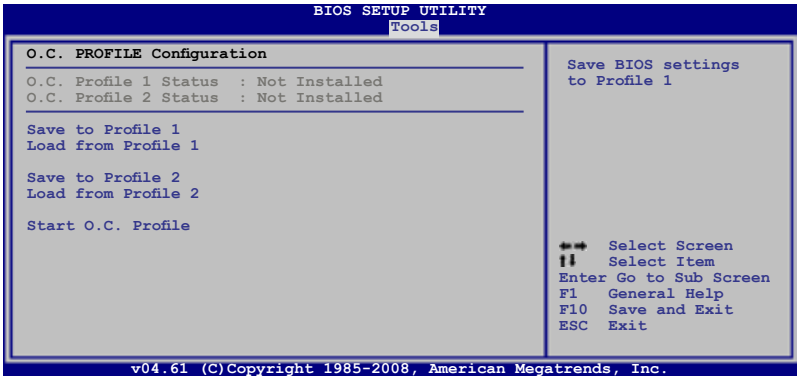 BIOS SETUP UTILITY
Tools
O.C. PROFILE Configuration
O.C. Profile 1 Status : Not Installed
O.C. Profile 2 Status : Not Installed
Save to Profile 1
Load from Profile 1
Save to Profile 2
Load from Profile 2
Start O.C. Profile
Save BIOS settings
to Profile 1
←→ Select Screen
↑↓ Select Item
Enter Go to Sub Screen
F1 General Help
F10 Save and Exit
ESC Exit
v04.61 (C)Copyright 1985-2008, American Megatrends, Inc.